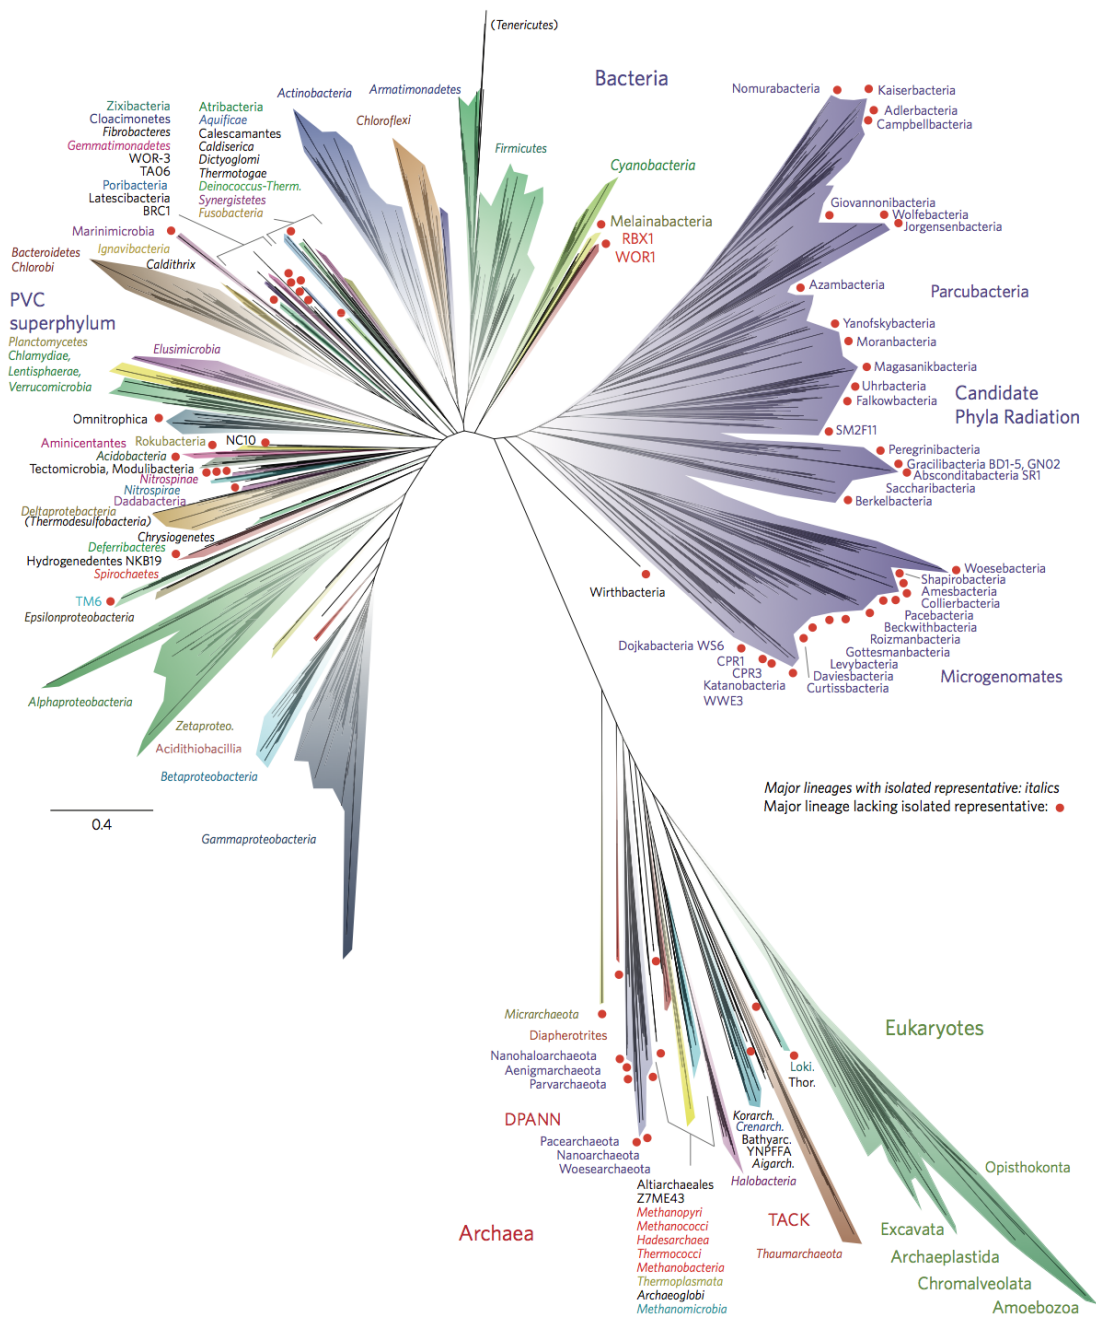 (Tenericutes)
Bacteria
Actinobacteria
Armatimonadetes
Nomurabacteria
Kaiserbacteria
Adlerbacteria
Campbellbacteria
Zixibacteria
Cloacimonetes
Fibrobacteres
Gemmatimonadetes
WOR-3
TA06
Poribacteria
Latescibacteria
BRC1
Atribacteria
Aquificae
Calescamantes
Caldiserica
Dictyoglomi
Thermotogae
Deinococcus-Therm.
Synergistetes
Fusobacteria
Chloroflexi
Firmicutes
Cyanobacteria
Melainabacteria
RBX1
WOR1
Giovannonibacteria
Wolfebacteria
Jorgensenbacteria
Marinimicrobia
Bacteroidetes
Chlorobi
Ignavibacteria
Caldithrix
Azambacteria
Parcubacteria
PVC
superphylum
Planctomycetes
Chlamydiae,
Lentisphaerae,
Verrucomicrobia
Elusimicrobia
Yanofskybacteria
Moranbacteria
Magasanikbacteria
Uhrbacteria
Falkowbacteria
Candidate
Phyla Radiation
SM2F11
Omnitrophica
Aminicentantes
Rokubacteria
NC10
Acidobacteria
Tectomicrobia, Modulibacteria
Nitrospinae
Nitrospirae
Dadabacteria
Deltaproteobacteria
(Thermodesulfobacteria)
Chrysiogenetes
Deferribacteres
Hydrogenedentes NKB19
Spirochaetes
TM6
Epsilonproteobacteria
Peregrinibacteria
Gracilibacteria BD1-5, GN02
Absconditabacteria SR1
Saccharibacteria
Berkelbacteria
Woesebacteria
Shapirobacteria
Amesbacteria
Collierbacteria
Pacebacteria
Beckwithbacteria
Roizmanbacteria
Gottesmanbacteria
Levybacteria
Daviesbacteria
Curtissbacteria
Microgenomates
Wirthbacteria
Dojkabacteria WS6
CPR1
CPR3
Katanobacteria
WWE3
Alphaproteobacteria
Zetaproteo.
Acidithiobacillia
Betaproteobacteria
Gammaproteobacteria
0.4
Major lineages with isolated representative: italics
Major lineage lacking isolated representative:
Micrarchaeota
Diapherotrites
Nanohaloarchaeota
Aenigmarchaeota
Parvarchaeota
DPANN
Pacearchaeota
Nanoarchaeota
Woesearchaeota
Archaea
Altiarchaeales
Z7ME43
Methanopyri
Methanococci
Hadesarchaea
Thermococci
Methanobacteria
Thermoplasmata
Archaeoglobi
Methanomicrobia
Halobacteria
Korarch.
Crenarch.
Bathyarc.
YNPFFA
Aigarch.
TACK
Thaumarchaeota
Loki.
Thor.
Eukaryotes
Opisthokonta
Excavata
Archaeplastida
Chromalveolata
Amoebozoa